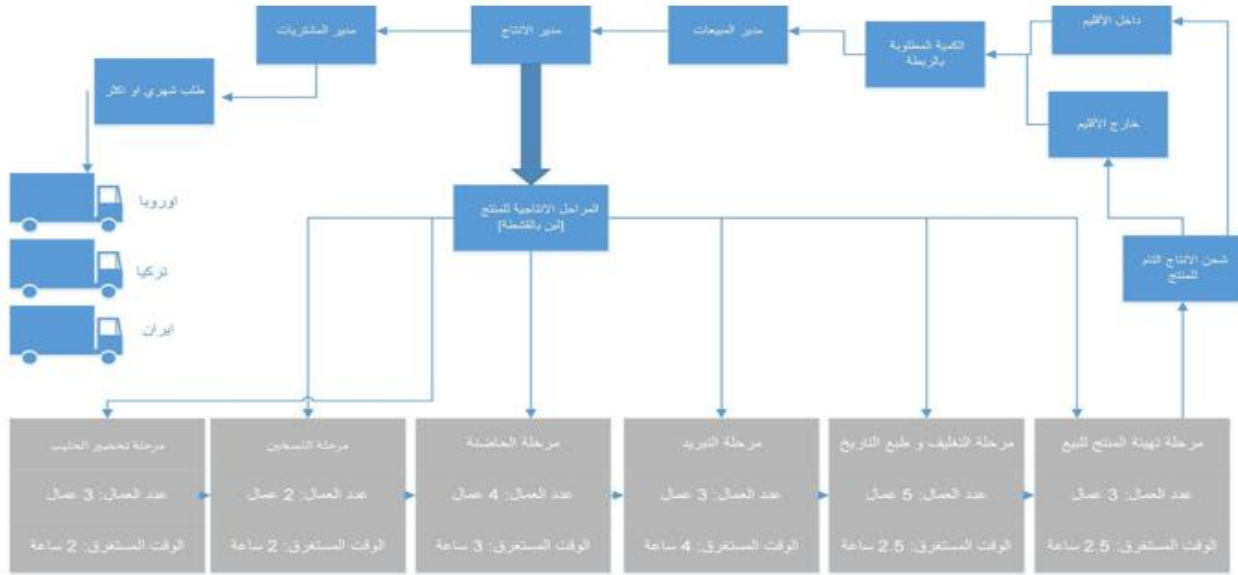 داخل الأقليم
الكمية المطلوبة
بالربطة
مدير المبيعات
مدير الانتاج
مدير المشتريات
طلب شهري او اكثر
خارج الأقليم
اوروبا
تركيا
ايران
المراحل الانتاجية للمنتج
[لبن بالقشطة]
شحن الانتاج التام
للمنتج
مرحلة تهيئة المنتج للبيع
عدد العمال: 3 عمال
الوقت المستغرق: 2.5 ساعة
مرحلة التغليف و طبع التاريخ
عدد العمال: 5 عمال
الوقت المستغرق: 2.5 ساعة
مرحلة التبريد
عدد العمال: 3 عمال
الوقت المستغرق: 4 ساعة
مرحلة الحاضنة
عدد العمال: 4 عمال
الوقت المستغرق: 3 ساعة
مرحلة التسخين
عدد العمال: 2 عمال
الوقت المستغرق: 2 ساعة
مرحلة تحضير الحليب
عدد العمال: 3 عمال
الوقت المستغرق: 2 ساعة